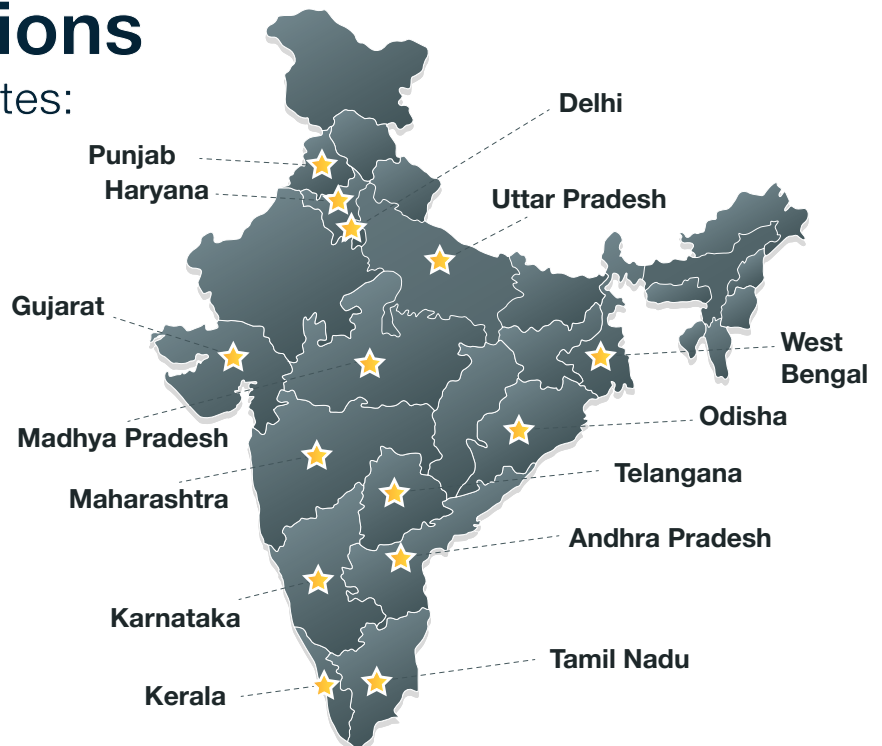 ions
tes:
Delhi
Punjab
Haryana
Uttar Pradesh
Gujarat
West
Bengal
Odisha
Madhya Pradesh
Telangana
Maharashtra
Andhra Pradesh
Karnataka
Tamil Nadu
Kerala